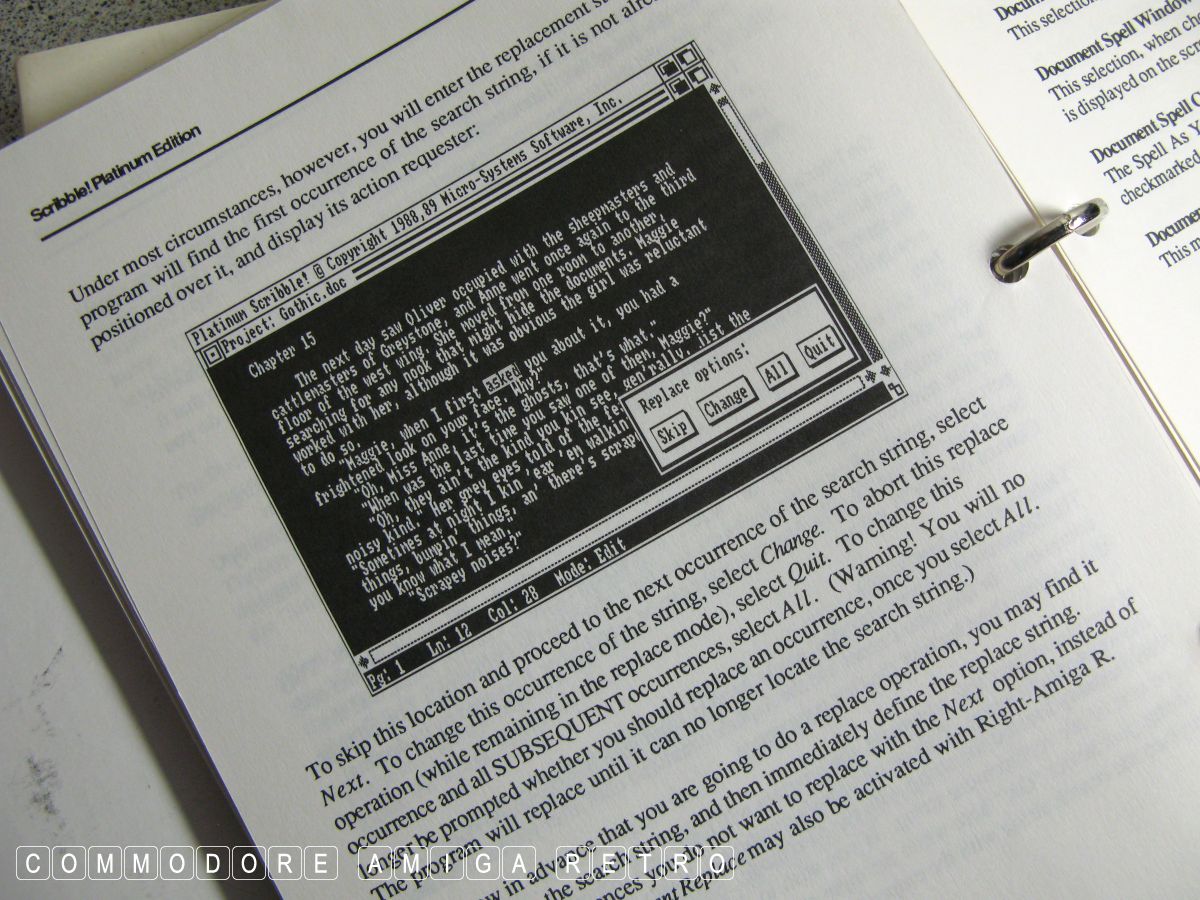 Scribble! Platinum Edition
Under most circumstances, however, you will enter the replacement
program will find the first occurrence of the search string, if it is not
positioned over it, and display its action requester:
Platinum Scribble! © Copyright 1988,89 Micro-Systems Software, Inc.
Project: Gothic.doc
Chapter 15
The next day saw Oliver occupied with the sheepmasters and
cattlemasters of Greystone, and Anne went once again to the third
floor of the west wing. She moved from one room to another,
searching for any nook that might hide the documents. Maggie
worked with her, although it was obvious the girl was reluctant
to do so.
"Maggie, when I first asked you about it, you had a
frightened look on your face. Why?"
"Oh, Miss Anne, it's the ghosts, that's what."
"When was the last time you saw one of them, Maggie?"
"Oh, they ain't the kind you kin see, gen'rally, list the
noisy kind." Her grey eyes told of the
"Sometimes at night I kin 'ear 'em walkin
things, bumpin' things, an' there's scrap
you know what I mean."
"Scrapey noises?"
Replace options:
Skip Change All Quit
Pg: 1 Ln: 12 Col: 28 Mode: Edit
To skip this location and proceed to the next occurrence of the search string, select
Next. To change this occurrence of the string, select Change. To abort this replace
operation (while remaining in the replace mode), select Quit. To change this
occurrence and all SUBSEQUENT occurrences, select All. (Warning! You will no
longer be prompted whether you should replace an occurrence, once you select All.
The program will replace until it can no longer locate the search string.)
in advance that you are going to do a replace operation, you may find it
the search string, and then immediately define the replace string.
you do not want to replace with the Next option, instead of
Replace may also be activated with Right-Amiga R.
This selection
Document Spell Window
This selection, when
is displayed on the
Document Spell
The Spell As
checkmarked
COMMODORE AMIGA RETRO